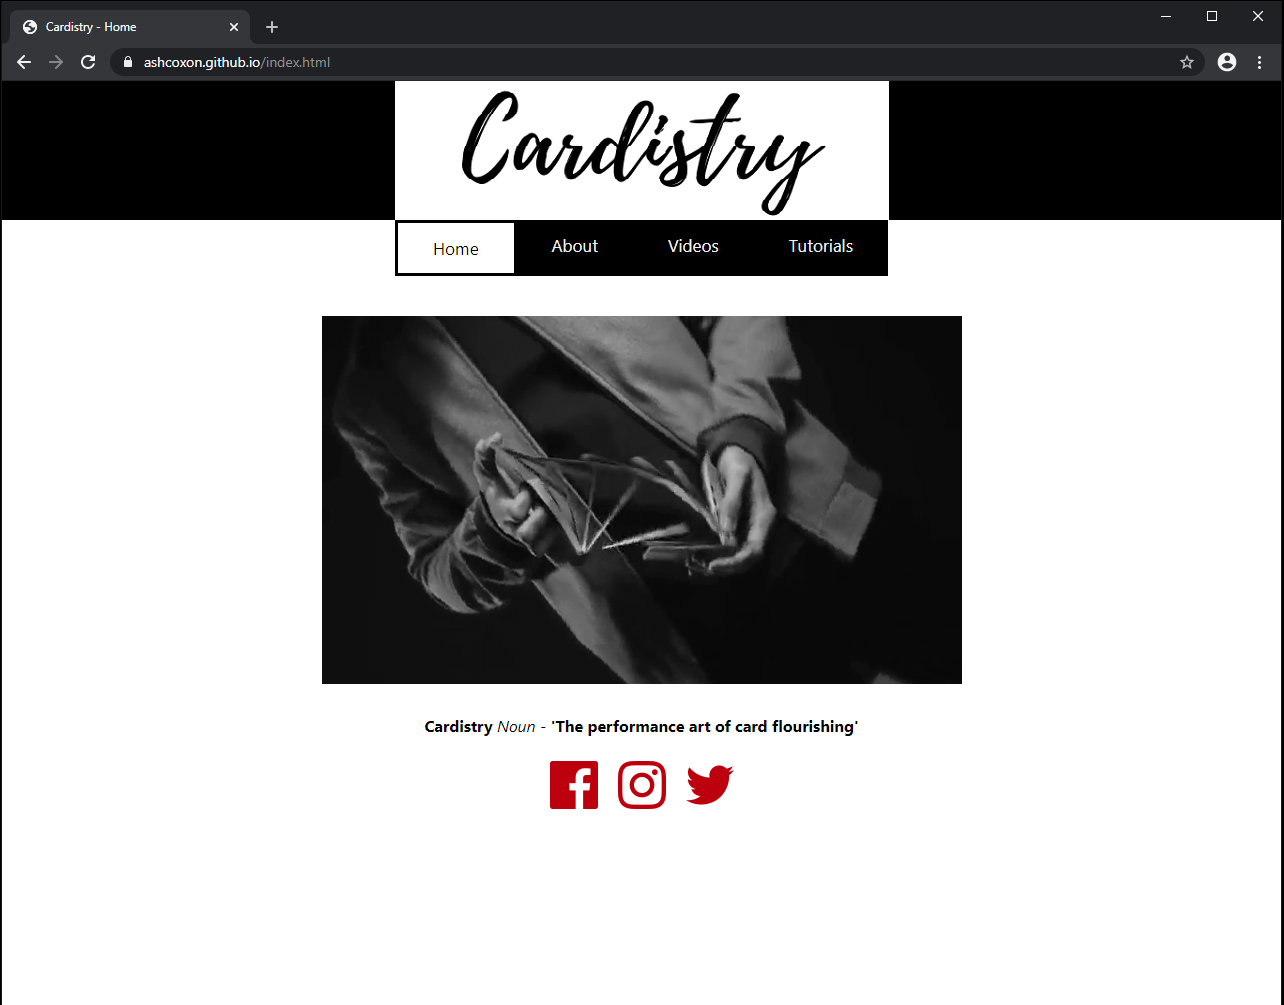 Cardistry - Home
ashcoxon.github.io/index.html
Cardistry
Home About Videos Tutorials
Cardistry Noun - 'The performance art of card flourishing'